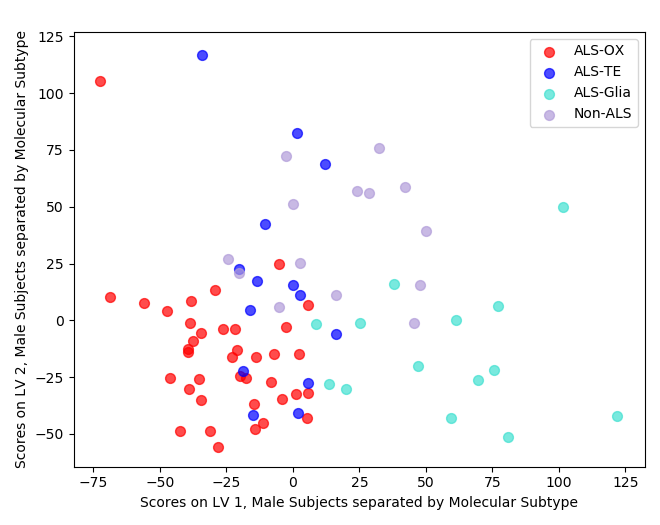 ALS-OX
ALS-TE
ALS-Glia
Non-ALS
125
100
75
50
25
0
−25
−50
Scores on LV 2, Male Subjects separated by Molecular Subtype
−75 −50 −25 0 25 50 75 100 125
Scores on LV 1, Male Subjects separated by Molecular Subtype